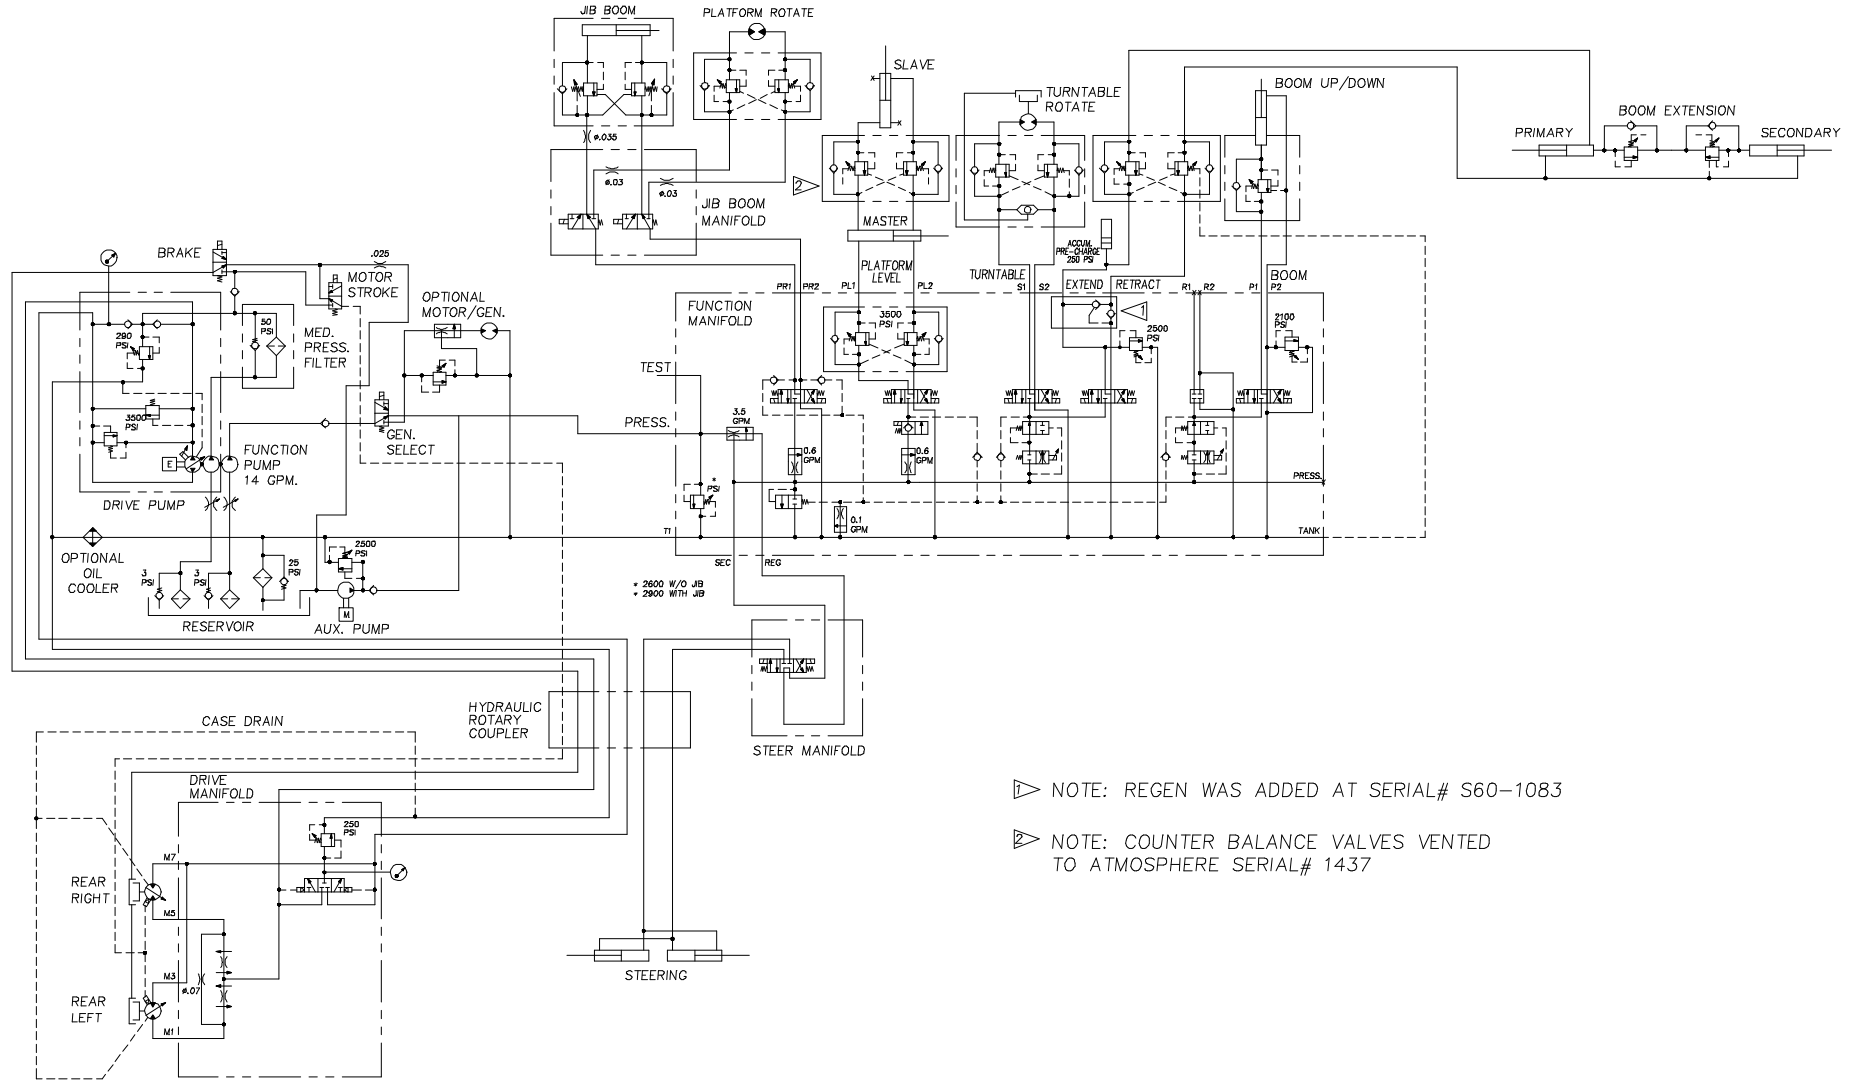 JIB BOOM
PLATFORM ROTATE
SLAVE
TURNTABLE
ROTATE
BOOM UP/DOWN
BOOM EXTENSION
PRIMARY
SECONDARY
ø.035
ø.03
ø.03
JIB BOOM
MANIFOLD
2
MASTER
ACCUM.
PRE-CHARGE
250 PSI
PLATFORM
LEVEL
TURNTABLE
EXTEND
RETRACT
BOOM
PR1
PR2
PL1
PL2
S1
S2
R1
R2
P1
P2
BRAKE
.025
MOTOR
STROKE
OPTIONAL
MOTOR/GEN.
50
PSI
MED.
PRESS.
FILTER
290
PSI
3500
PSI
E
DRIVE PUMP
FUNCTION
PUMP
14 GPM.
GEN.
SELECT
FUNCTION
MANIFOLD
3500
PSI
1
2500
PSI
2100
PSI
TEST
PRESS.
3.5
GPM
0.6
GPM
0.6
GPM
* PSI
0.1
GPM
PRESS.
T1
TANK
SEC
REG
* 2600 W/O JIB
* 2900 WITH JIB
OPTIONAL
OIL
COOLER
3
PSI
3
PSI
25
PSI
2500
PSI
RESERVOIR
M
AUX. PUMP
HYDRAULIC
ROTARY
COUPLER
STEER MANIFOLD
CASE DRAIN
DRIVE
MANIFOLD
250
PSI
M7
REAR
RIGHT
M5
M3
ø.07
REAR
LEFT
M1
STEERING
1 NOTE: REGEN WAS ADDED AT SERIAL# S60-1083
2 NOTE: COUNTER BALANCE VALVES VENTED
TO ATMOSPHERE SERIAL# 1437